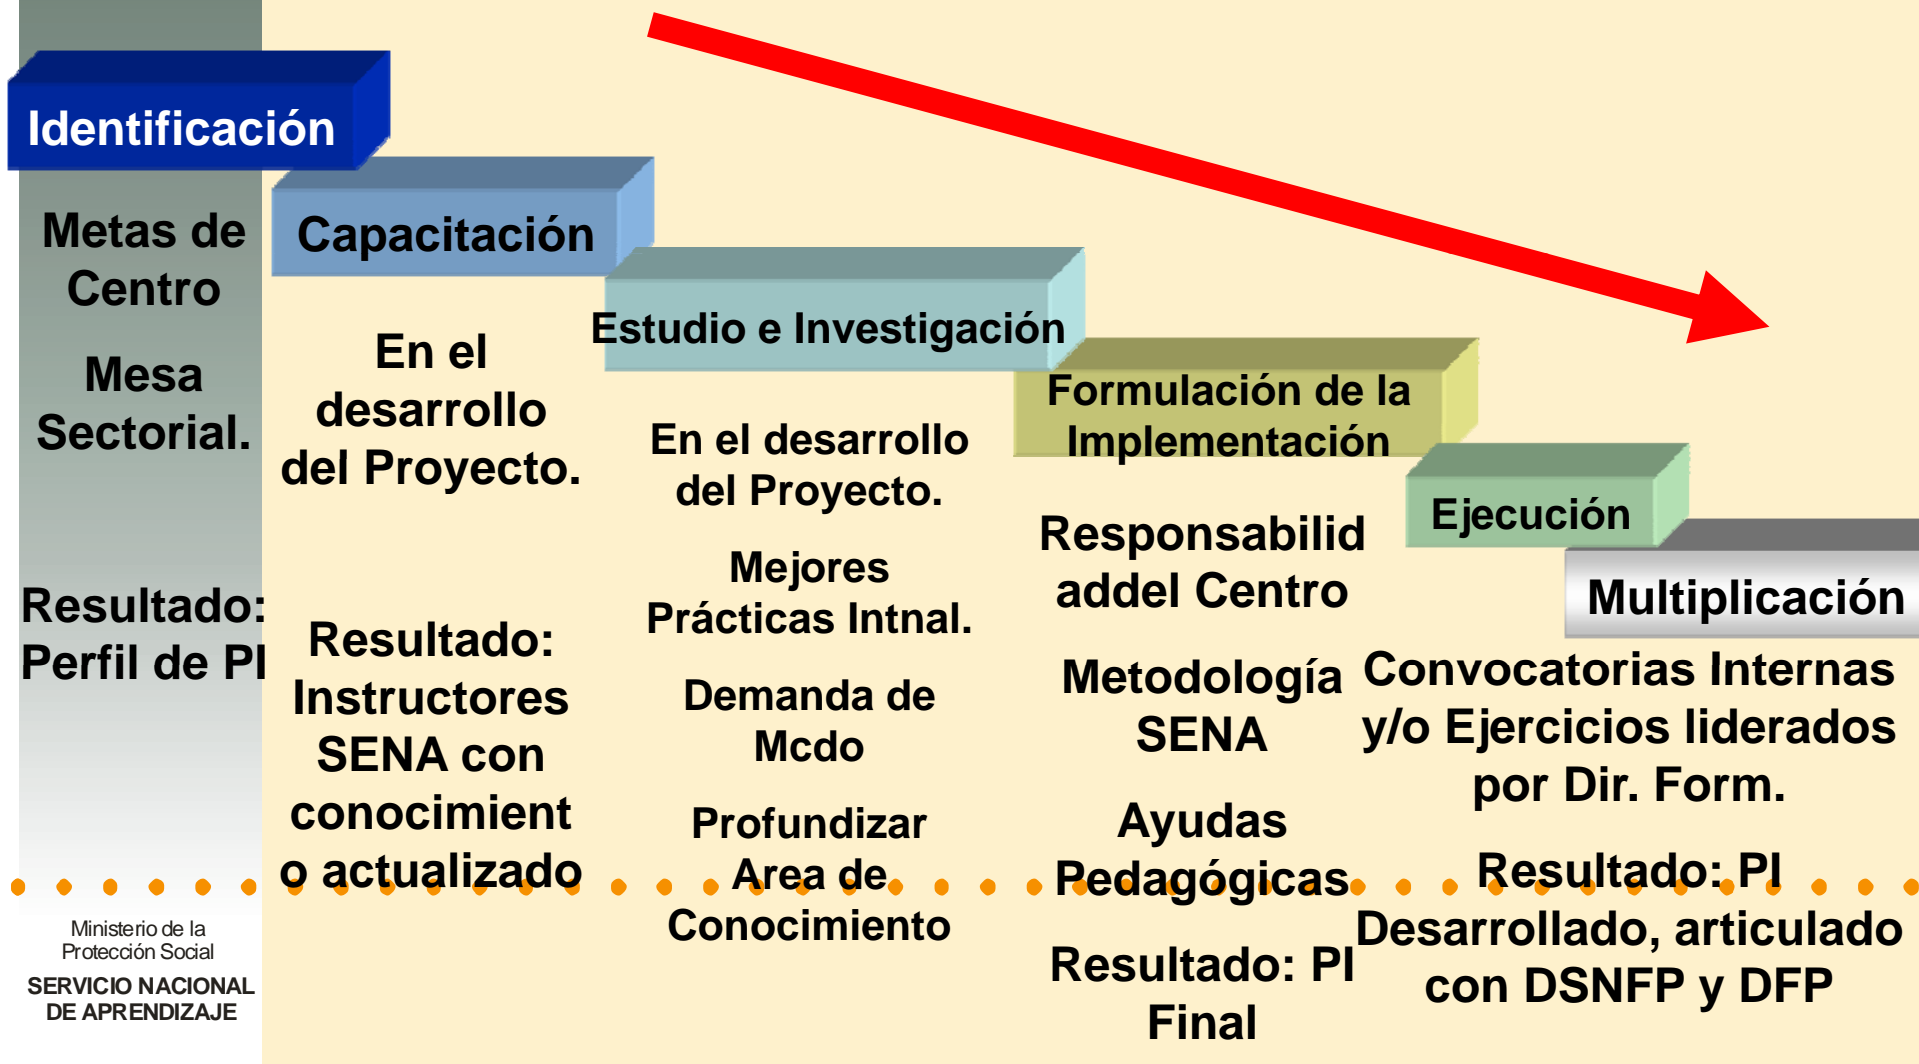 Identificación
Metas de
Centro
Mesa
Sectorial.
Resultado:
Perfil de PI
Capacitación
En el
desarrollo
del Proyecto.
Resultado:
Instructores
SENA con
conocimient
o actualizado
Estudio e Investigación
En el desarrollo
del Proyecto.
Mejores
Prácticas Intnal.
Demanda de
Mcdo
Profundizar
Area de
Conocimiento
Formulación de la
Implementación
Responsabilid
addel Centro
Metodología
SENA
Ayudas
Pedagógicas
Resultado: PI
Final
Ejecución
Multiplicación
Convocatorias Internas
y/o Ejercicios liderados
por Dir. Form.
Resultado: PI
Desarrollado, articulado
con DSNFP y DFP
Ministerio de la
Protección Social
SERVICIO NACIONAL
DE APRENDIZAJE